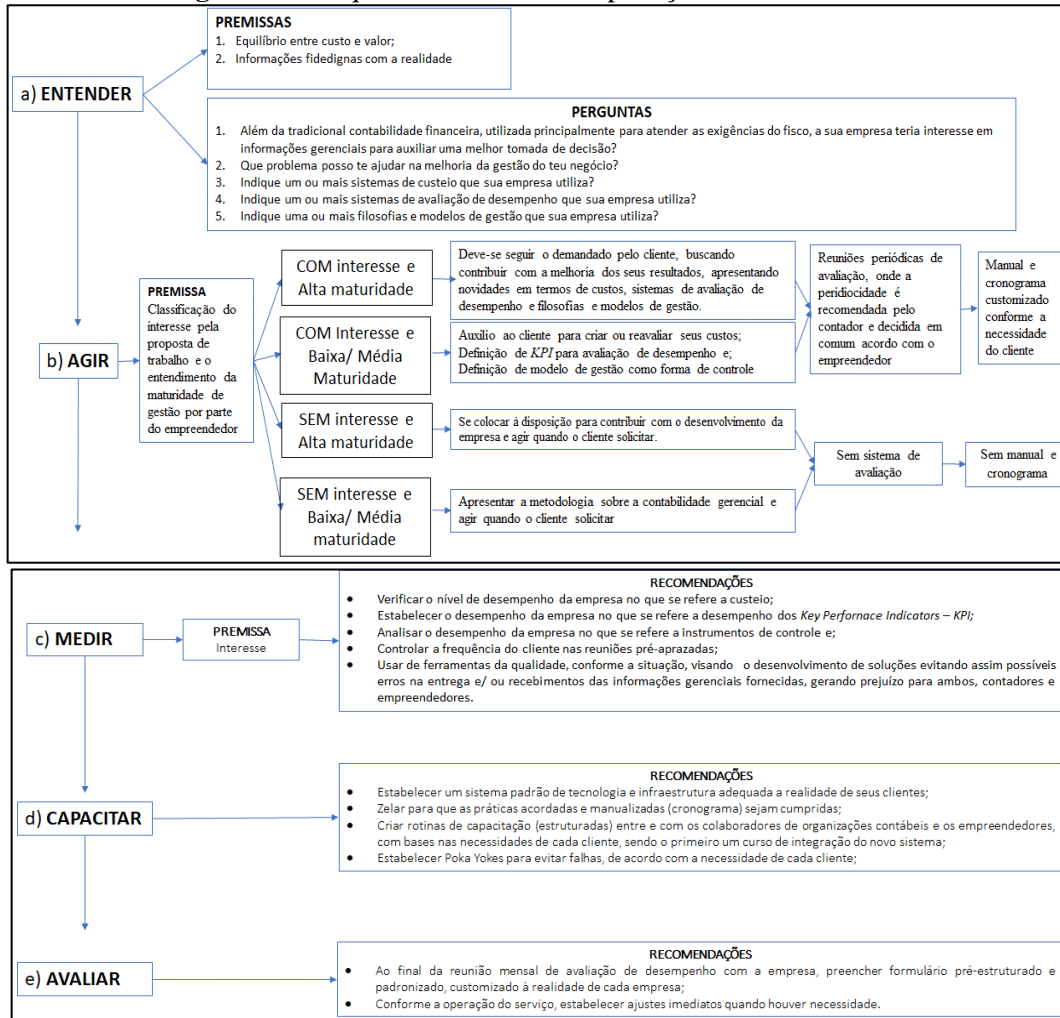 PREMISSAS
1. Equilíbrio entre custo e valor;
2. Informações fidedignas com a realidade
a) ENTENDER
PERGUNTAS
1. Além da tradicional contabilidade financeira, utilizada principalmente para atender as exigências do fisco, a sua empresa teria interesse em
informações gerenciais para auxiliar uma melhor tomada de decisão?
2. Que problema posso te ajudar na melhoria da gestão do teu negócio?
3. Indique um ou mais sistemas de custeio que sua empresa utiliza?
4. Indique um ou mais sistemas de avaliação de desempenho que sua empresa utiliza?
5. Indique uma ou mais filosofias e modelos de gestão que sua empresa utiliza?
b) AGIR
PREMISSA
Classificação do
interesse pela
proposta de
trabalho e o
entendimento da
maturidade de
gestão por parte
do empreendedor
COM interesse e
Alta maturidade
Deve-se seguir o demandado pelo cliente, buscando
contribuir com a melhoria dos seus resultados, apresentando
novidades em termos de custos, sistemas de avaliação de
desempenho e filosofias e modelos de gestão.
COM Interesse e
Baixa/ Média
Maturidade
Auxilio ao cliente para criar ou reavaliar seus custos;
Definição de KPI para avaliação de desempenho e;
Definição de modelo de gestão como forma de controle
Reuniões periódicas de
avaliação, onde a
peridiocidade é
recomendada pelo
contador e decidida em
comum acordo com o
empreendedor
Manual e
cronograma
customizado
conforme a
necessidade
do cliente
SEM interesse e
Alta maturidade
Se colocar à disposição para contribuir com o desenvolvimento da
empresa e agir quando o cliente solicitar.
SEM interesse e
Baixa/ Média
maturidade
Apresentar a metodologia sobre a contabilidade gerencial e
agir quando o cliente solicitar
Sem sistema de
avaliação
Sem manual e
cronograma
c) MEDIR
PREMISSA
Interesse
RECOMENDAÇÕES
• Verificar o nível de desempenho da empresa no que se refere a custeio;
• Estabelecer o desempenho da empresa no que se refere a desempenho dos Key Perfornace Indicators – KPI;
• Analisar o desempenho da empresa no que se refere a instrumentos de controle e;
• Controlar a frequência do cliente nas reuniões pré-aprazadas;
• Usar de ferramentas da qualidade, conforme a situação, visando o desenvolvimento de soluções evitando assim possíveis
erros na entrega e/ ou recebimentos das informações gerenciais fornecidas, gerando prejuízo para ambos, contadores e
empreendedores.
d) CAPACITAR
RECOMENDAÇÕES
• Estabelecer um sistema padrão de tecnologia e infraestrutura adequada a realidade de seus clientes;
• Zelar para que as práticas acordadas e manualizadas (cronograma) sejam cumpridas;
• Criar rotinas de capacitação (estruturadas) entre e com os colaboradores de organizações contábeis e os empreendedores,
com bases nas necessidades de cada cliente, sendo o primeiro um curso de integração do novo sistema;
• Estabelecer Poka Yokes para evitar falhas, de acordo com a necessidade de cada cliente;
e) AVALIAR
RECOMENDAÇÕES
• Ao final da reunião mensal de avaliação de desempenho com a empresa, preencher formulário pré-estruturado e
padronizado, customizado à realidade de cada empresa;
• Conforme a operação do serviço, estabelecer ajustes imediatos quando houver necessidade.